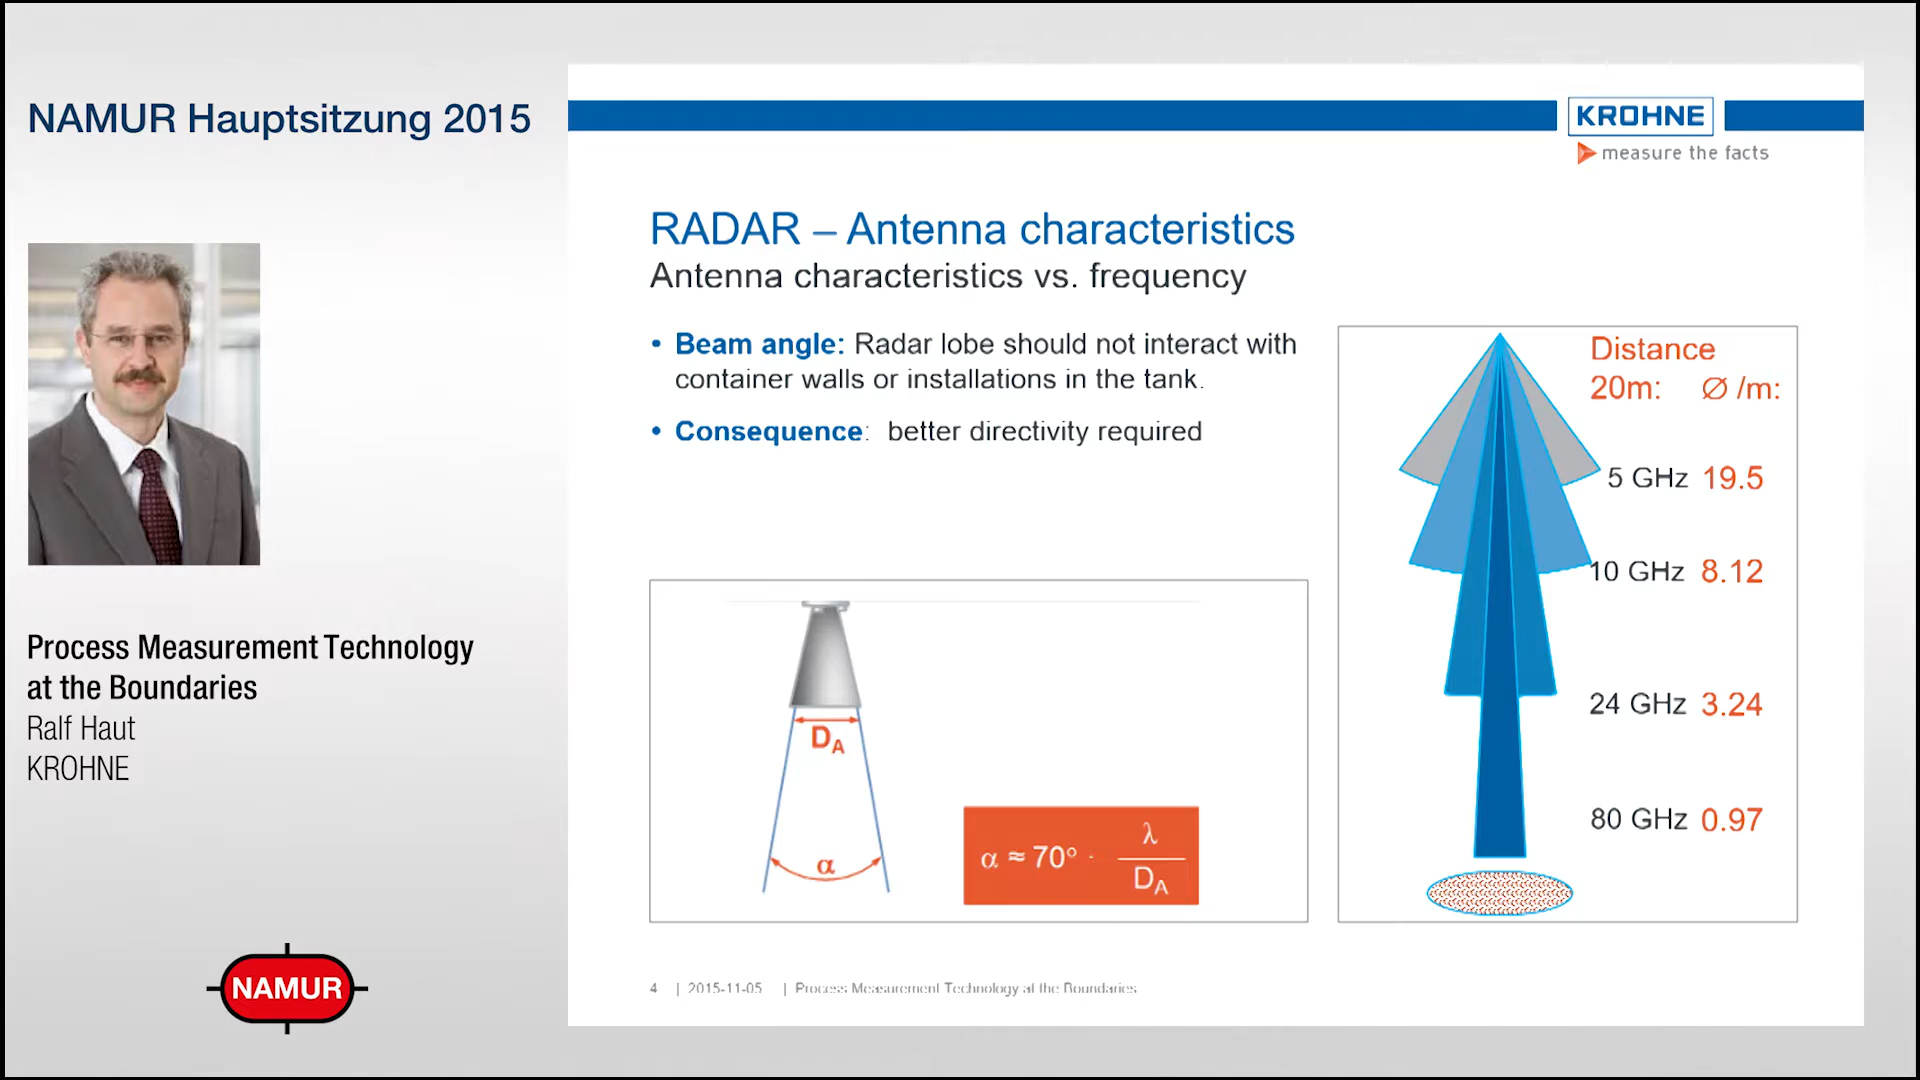 NAMUR Hauptsitzung 2015
KROHNE
measure the facts
RADAR – Antenna characteristics
Antenna characteristics vs. frequency
• Beam angle: Radar lobe should not interact with
container walls or installations in the tank.
• Consequence: better directivity required
Distance
20m: ∅ /m:
5 GHz 19.5
10 GHz 8.12
24 GHz 3.24
80 GHz 0.97
D_A
α
α ≈ 70° · λ / D_A
Process Measurement Technology
at the Boundaries
Ralf Haut
KROHNE
NAMUR
4 | 2015-11-05 | Process Measurement Technology at the Boundaries